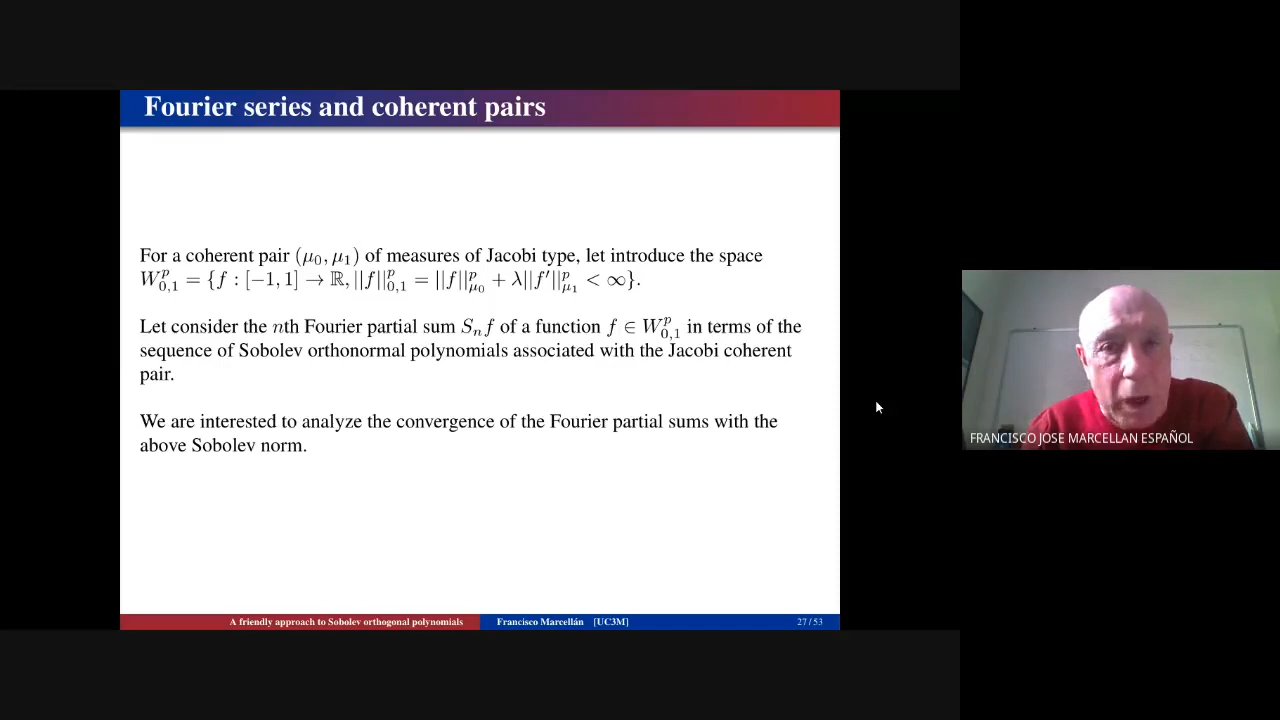 Fourier series and coherent pairs
For a coherent pair (μ₀, μ₁) of measures of Jacobi type, let introduce the space
W^p_{0,1} = {f : [−1, 1] → ℝ, ||f||^p_{0,1} = ||f||^p_{μ₀} + λ||f′||^p_{μ₁} < ∞}.
Let consider the nth Fourier partial sum S_n f of a function f ∈ W^p_{0,1} in terms of the
sequence of Sobolev orthonormal polynomials associated with the Jacobi coherent
pair.
We are interested to analyze the convergence of the Fourier partial sums with the
above Sobolev norm.
A friendly approach to Sobolev orthogonal polynomials Francisco Marcellán [UC3M] 27 / 53
FRANCISCO JOSE MARCELLAN ESPAÑOL